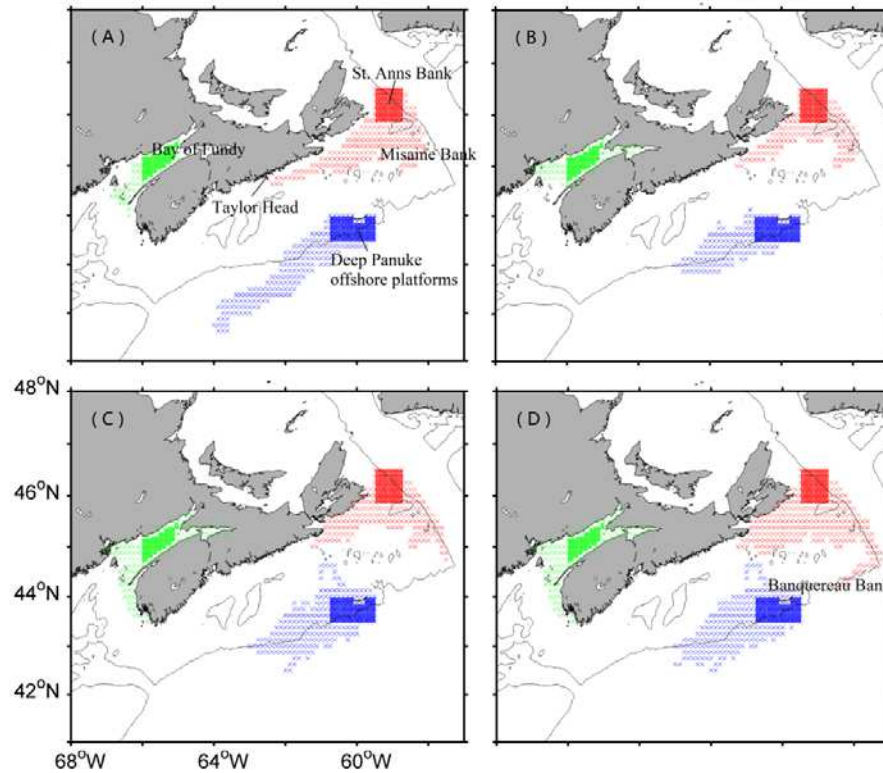 (A)
St. Anns Bank
Bay of Fundy
Misaine Bank
Taylor Head
Deep Panuke
offshore platforms
(B)
48°N
(C)
46°N
44°N
42°N
68°W
64°W
60°W
(D)
Banquereau Ban